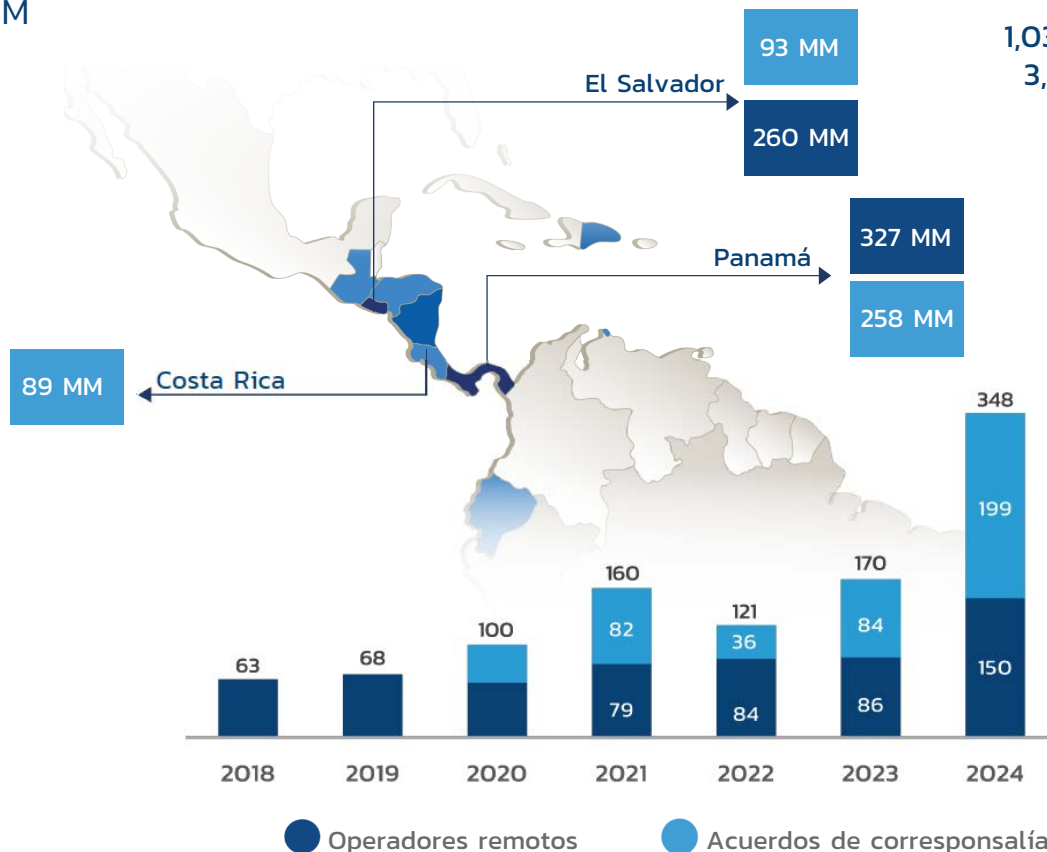 M
93 MM
1,03
El Salvador
3,
260 MM
327 MM
Panamá
258 MM
89 MM
Costa Rica
348
199
170
160
100
121
82
36
84
63
68
79
84
86
150
2018 2019 2020 2021 2022 2023 2024
Operadores remotos Acuerdos de corresponsalía